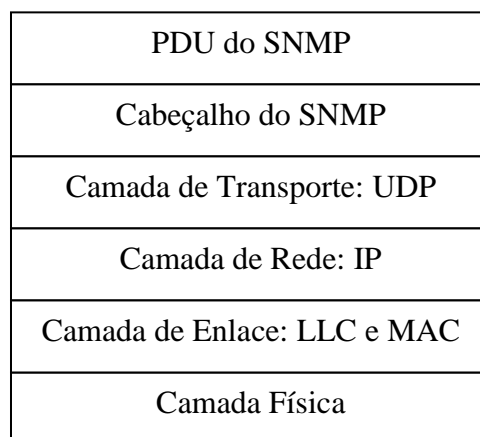 PDU do SNMP
Cabeçalho do SNMP
Camada de Transporte: UDP
Camada de Rede: IP
Camada de Enlace: LLC e MAC
Camada Física